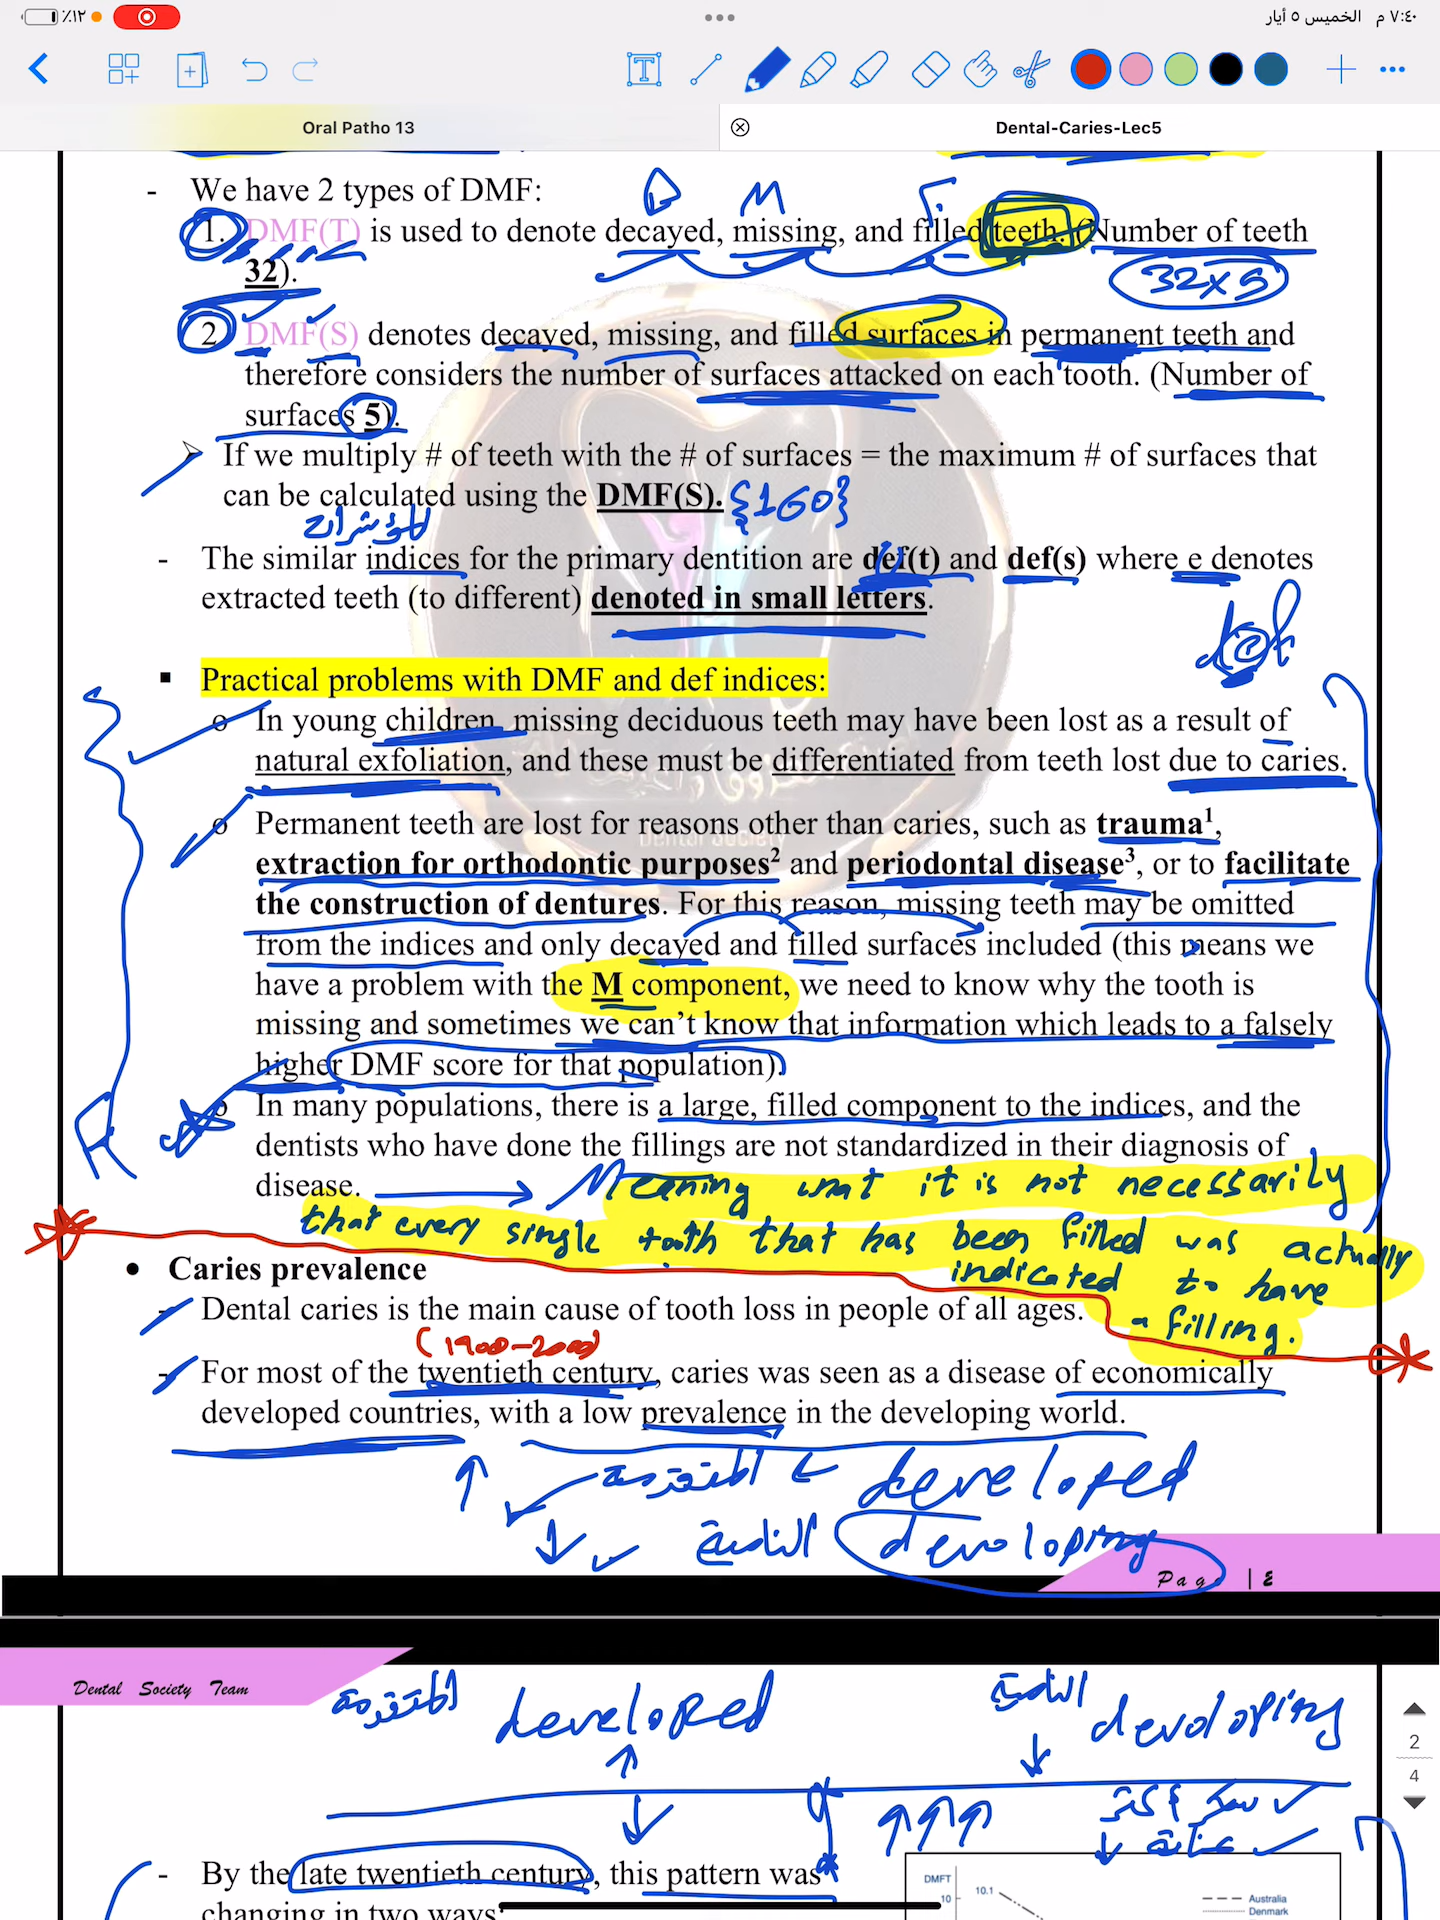 ٪١٢
٧:٤٠ م الخميس ٥ أيار
Oral Patho 13
Dental-Caries-Lec5
- We have 2 types of DMF:
D M F
1. DMF(T) is used to denote decayed, missing, and filled teeth. (Number of teeth
32).
32×5
2. DMF(S) denotes decayed, missing, and filled surfaces in permanent teeth and
therefore considers the number of surfaces attacked on each tooth. (Number of
surfaces 5).
➢ If we multiply # of teeth with the # of surfaces = the maximum # of surfaces that
can be calculated using the DMF(S). {160}
المؤشرات
- The similar indices for the primary dentition are def(t) and def(s) where e denotes
extracted teeth (to different) denoted in small letters.
def
▪ Practical problems with DMF and def indices:
o In young children, missing deciduous teeth may have been lost as a result of
natural exfoliation, and these must be differentiated from teeth lost due to caries.
o Permanent teeth are lost for reasons other than caries, such as trauma¹,
extraction for orthodontic purposes² and periodontal disease³, or to facilitate
the construction of dentures. For this reason, missing teeth may be omitted
from the indices and only decayed and filled surfaces included (this means we
have a problem with the M component, we need to know why the tooth is
missing and sometimes we can't know that information which leads to a falsely
higher DMF score for that population).
o In many populations, there is a large, filled component to the indices, and the
dentists who have done the fillings are not standardized in their diagnosis of
disease.
Meaning what it is not necessarily
that every single tooth that has been filled was actually
indicated to have
a filling.
• Caries prevalence
- Dental caries is the main cause of tooth loss in people of all ages.
(1900-2000)
- For most of the twentieth century, caries was seen as a disease of economically
developed countries, with a low prevalence in the developing world.
المتقدمة developed
النامية developing
Page | ٤
Dental Society Team
المتقدمة developed
النامية developing
2
4
- By the late twentieth century, this pattern was
changing in two ways:
DMFT
10
10.1
Australia
Denmark